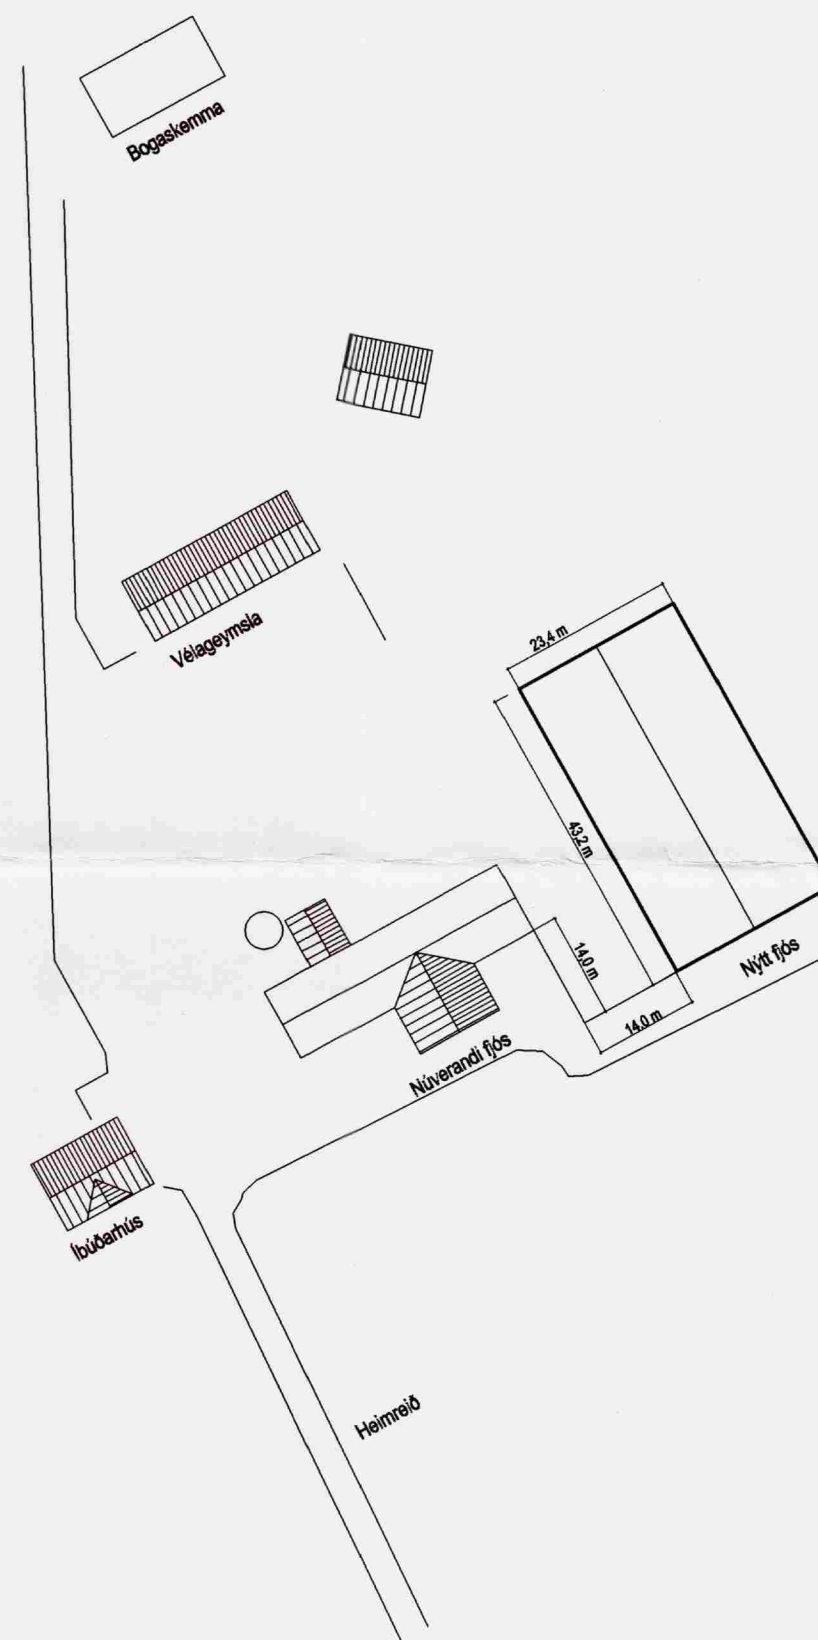 Bogaskemma
Vélageymsla
23,4 m
43,2 m
14,0 m
14,0 m
Nýtt fjós
Núverandi fjós
Íbúðarhús
Heimreið